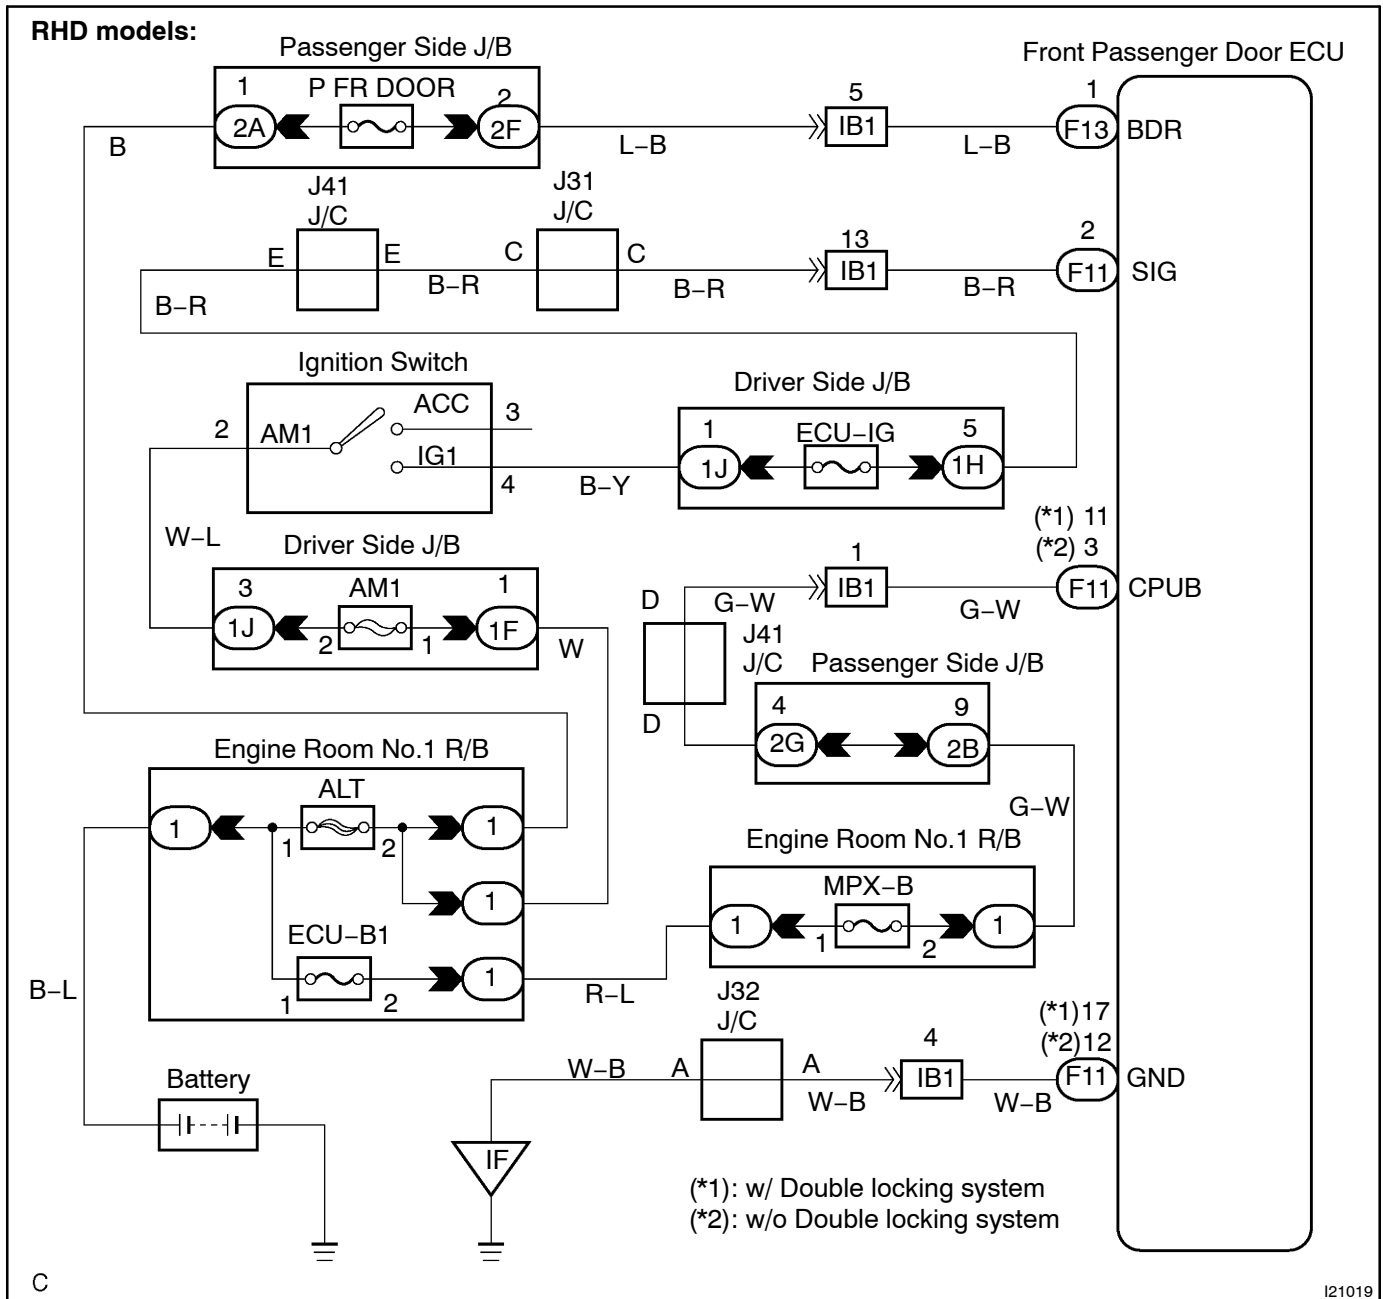 RHD models:
Passenger Side J/B
Front Passenger Door ECU
1 P FR DOOR 2
2A 2F
B
L–B
5
IB1
L–B
1
F13 BDR
J41
J/C
J31
J/C
E E
B–R
C C
B–R
13
IB1
B–R
2
F11 SIG
B–R
Ignition Switch
2 AM1 ACC 3
IG1 4
B–Y
Driver Side J/B
1 ECU–IG 5
1J 1H
W–L
Driver Side J/B
3 AM1 1
1J 2 1 1F
W
(*1) 11
(*2) 3
1
IB1
D G–W
G–W
F11 CPUB
J41
J/C
D
Passenger Side J/B
4 9
2G 2B
G–W
Engine Room No.1 R/B
ALT
1 1 2 1
1
ECU–B1
1 2 1
B–L
R–L
Engine Room No.1 R/B
MPX–B
1 1 2 1
J32
J/C
W–B A A
W–B
4
IB1
W–B
(*1)17
(*2)12
F11 GND
Battery
IF
(*1): w/ Double locking system
(*2): w/o Double locking system
C
I21019